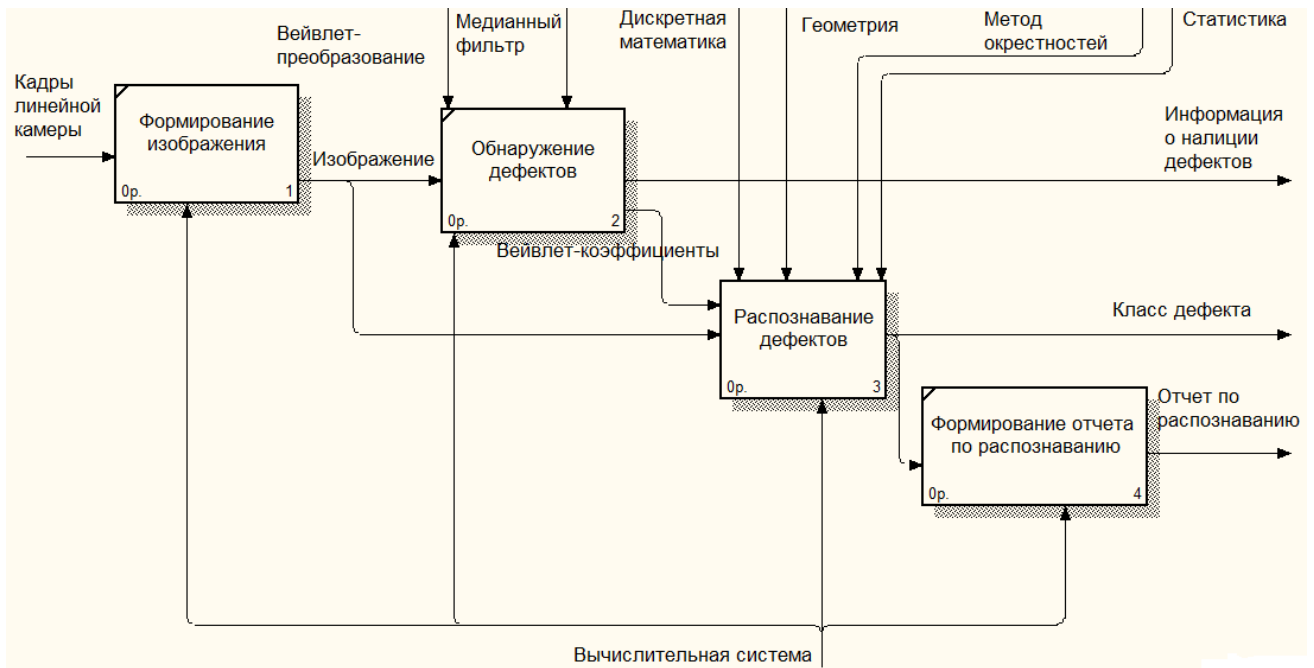 Вейвлет-
преобразование
Медианный
фильтр
Дискретная
математика
Геометрия
Метод
окрестностей
Статистика
Кадры
линейной
камеры
Формирование
изображения
0р.
1
Изображение
Обнаружение
дефектов
0р.
2
Информация
о налиции
дефектов
Вейвлет-коэффициенты
Распознавание
дефектов
0р.
3
Класс дефекта
Формирование отчета
по распознаванию
0р.
4
Отчет по
распознаванию
Вычислительная система